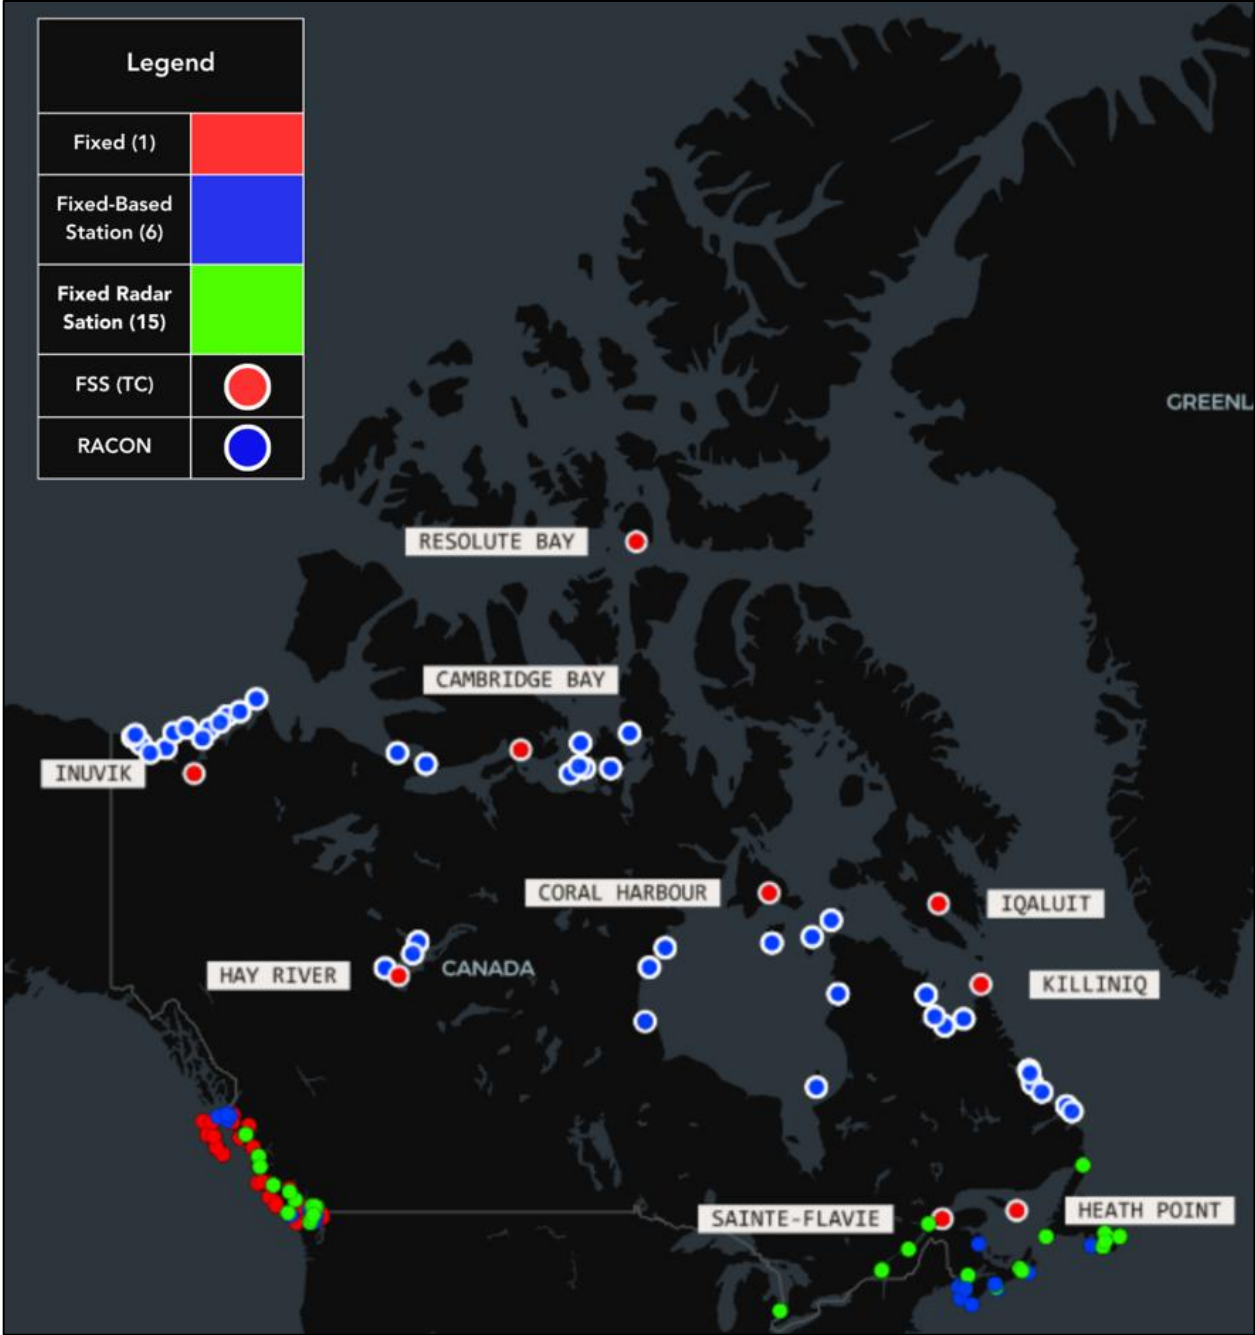 Legend
Fixed (1)
Fixed-Based
Station (6)
Fixed Radar
Sation (15)
FSS (TC)
RACON
GREENL
RESOLUTE BAY
CAMBRIDGE BAY
INUVIK
CORAL HARBOUR
IQALUIT
HAY RIVER
CANADA
KILLINIQ
SAINTE-FLAVIE
HEATH POINT